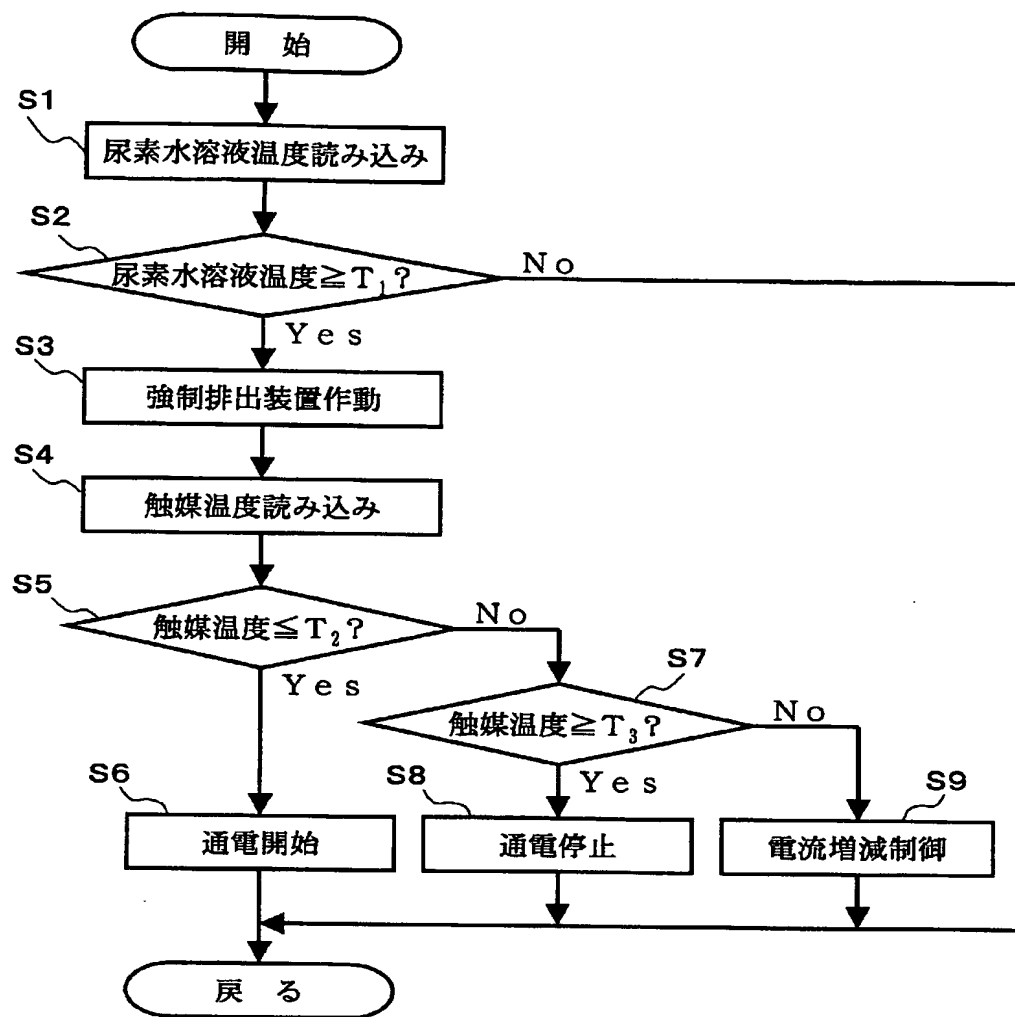 開 始
S1
尿素水溶液温度読み込み
S2
尿素水溶液温度≧T₁?
No
Yes
S3
強制排出装置作動
S4
触媒温度読み込み
S5
触媒温度≦T₂?
No
Yes
S7
触媒温度≧T₃?
No
Yes
S6
通電開始
S8
通電停止
S9
電流増減制御
戻 る